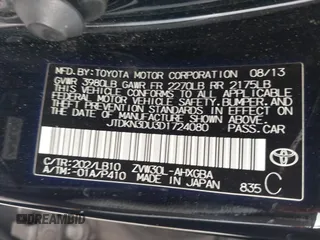 MFD.BY:TOYOTA MOTOR CORPORATION 08/13
GVWR 3980LB GAWR FR 2270LB RR 2175LB
THIS VEHICLE CONFORMS TO ALL APPLICABLE
FEDERAL MOTOR VEHICLE SAFETY, BUMPER, AND
THEFT PREVENTION STANDARDS IN EFFECT ON
THE DATE OF MANUFACTURE SHOWN ABOVE.
JTDKN3DU3D1724080 PASS.CAR
C/TR:202/LB10 ZVW30L-AHXGBA
A/TM:-01A/P410 MADE IN JAPAN 835 C
TOYOTA
DREAMBID